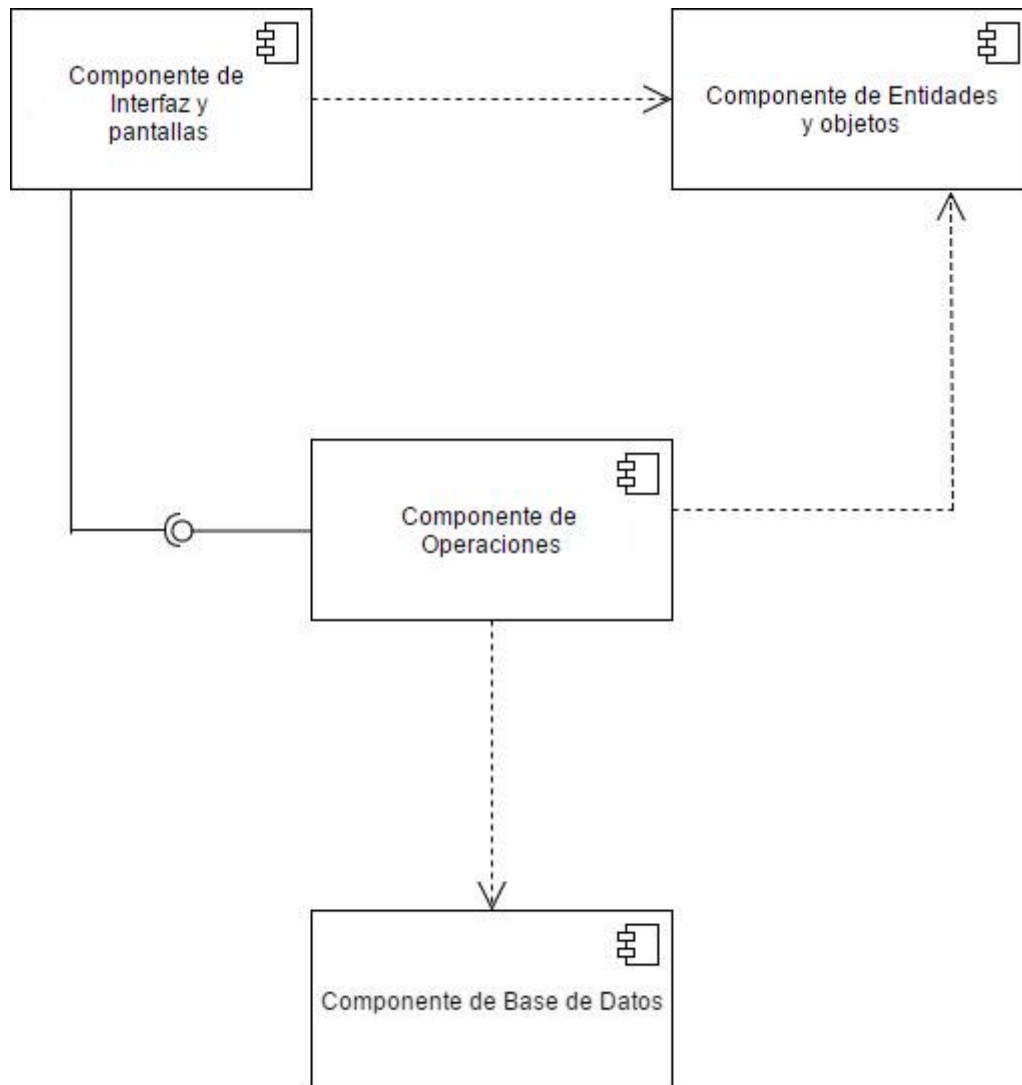 Componente de
Interfaz y
pantallas
Componente de Entidades
y objetos
Componente de
Operaciones
Componente de Base de Datos